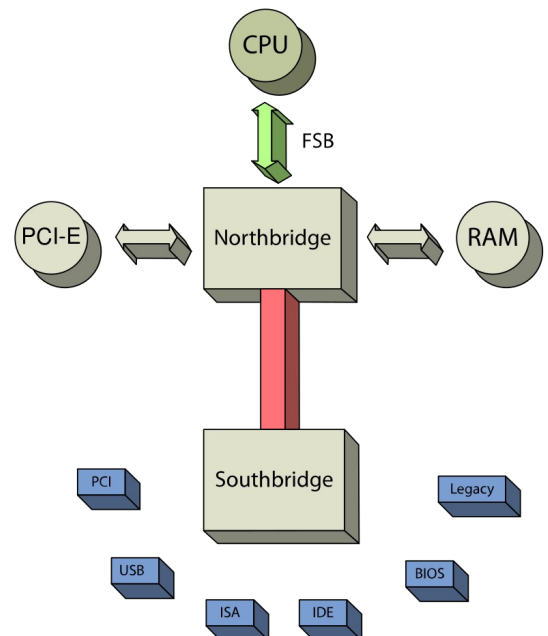 CPU
FSB
PCI-E
Northbridge
RAM
Southbridge
PCI
Legacy
USB
BIOS
ISA
IDE